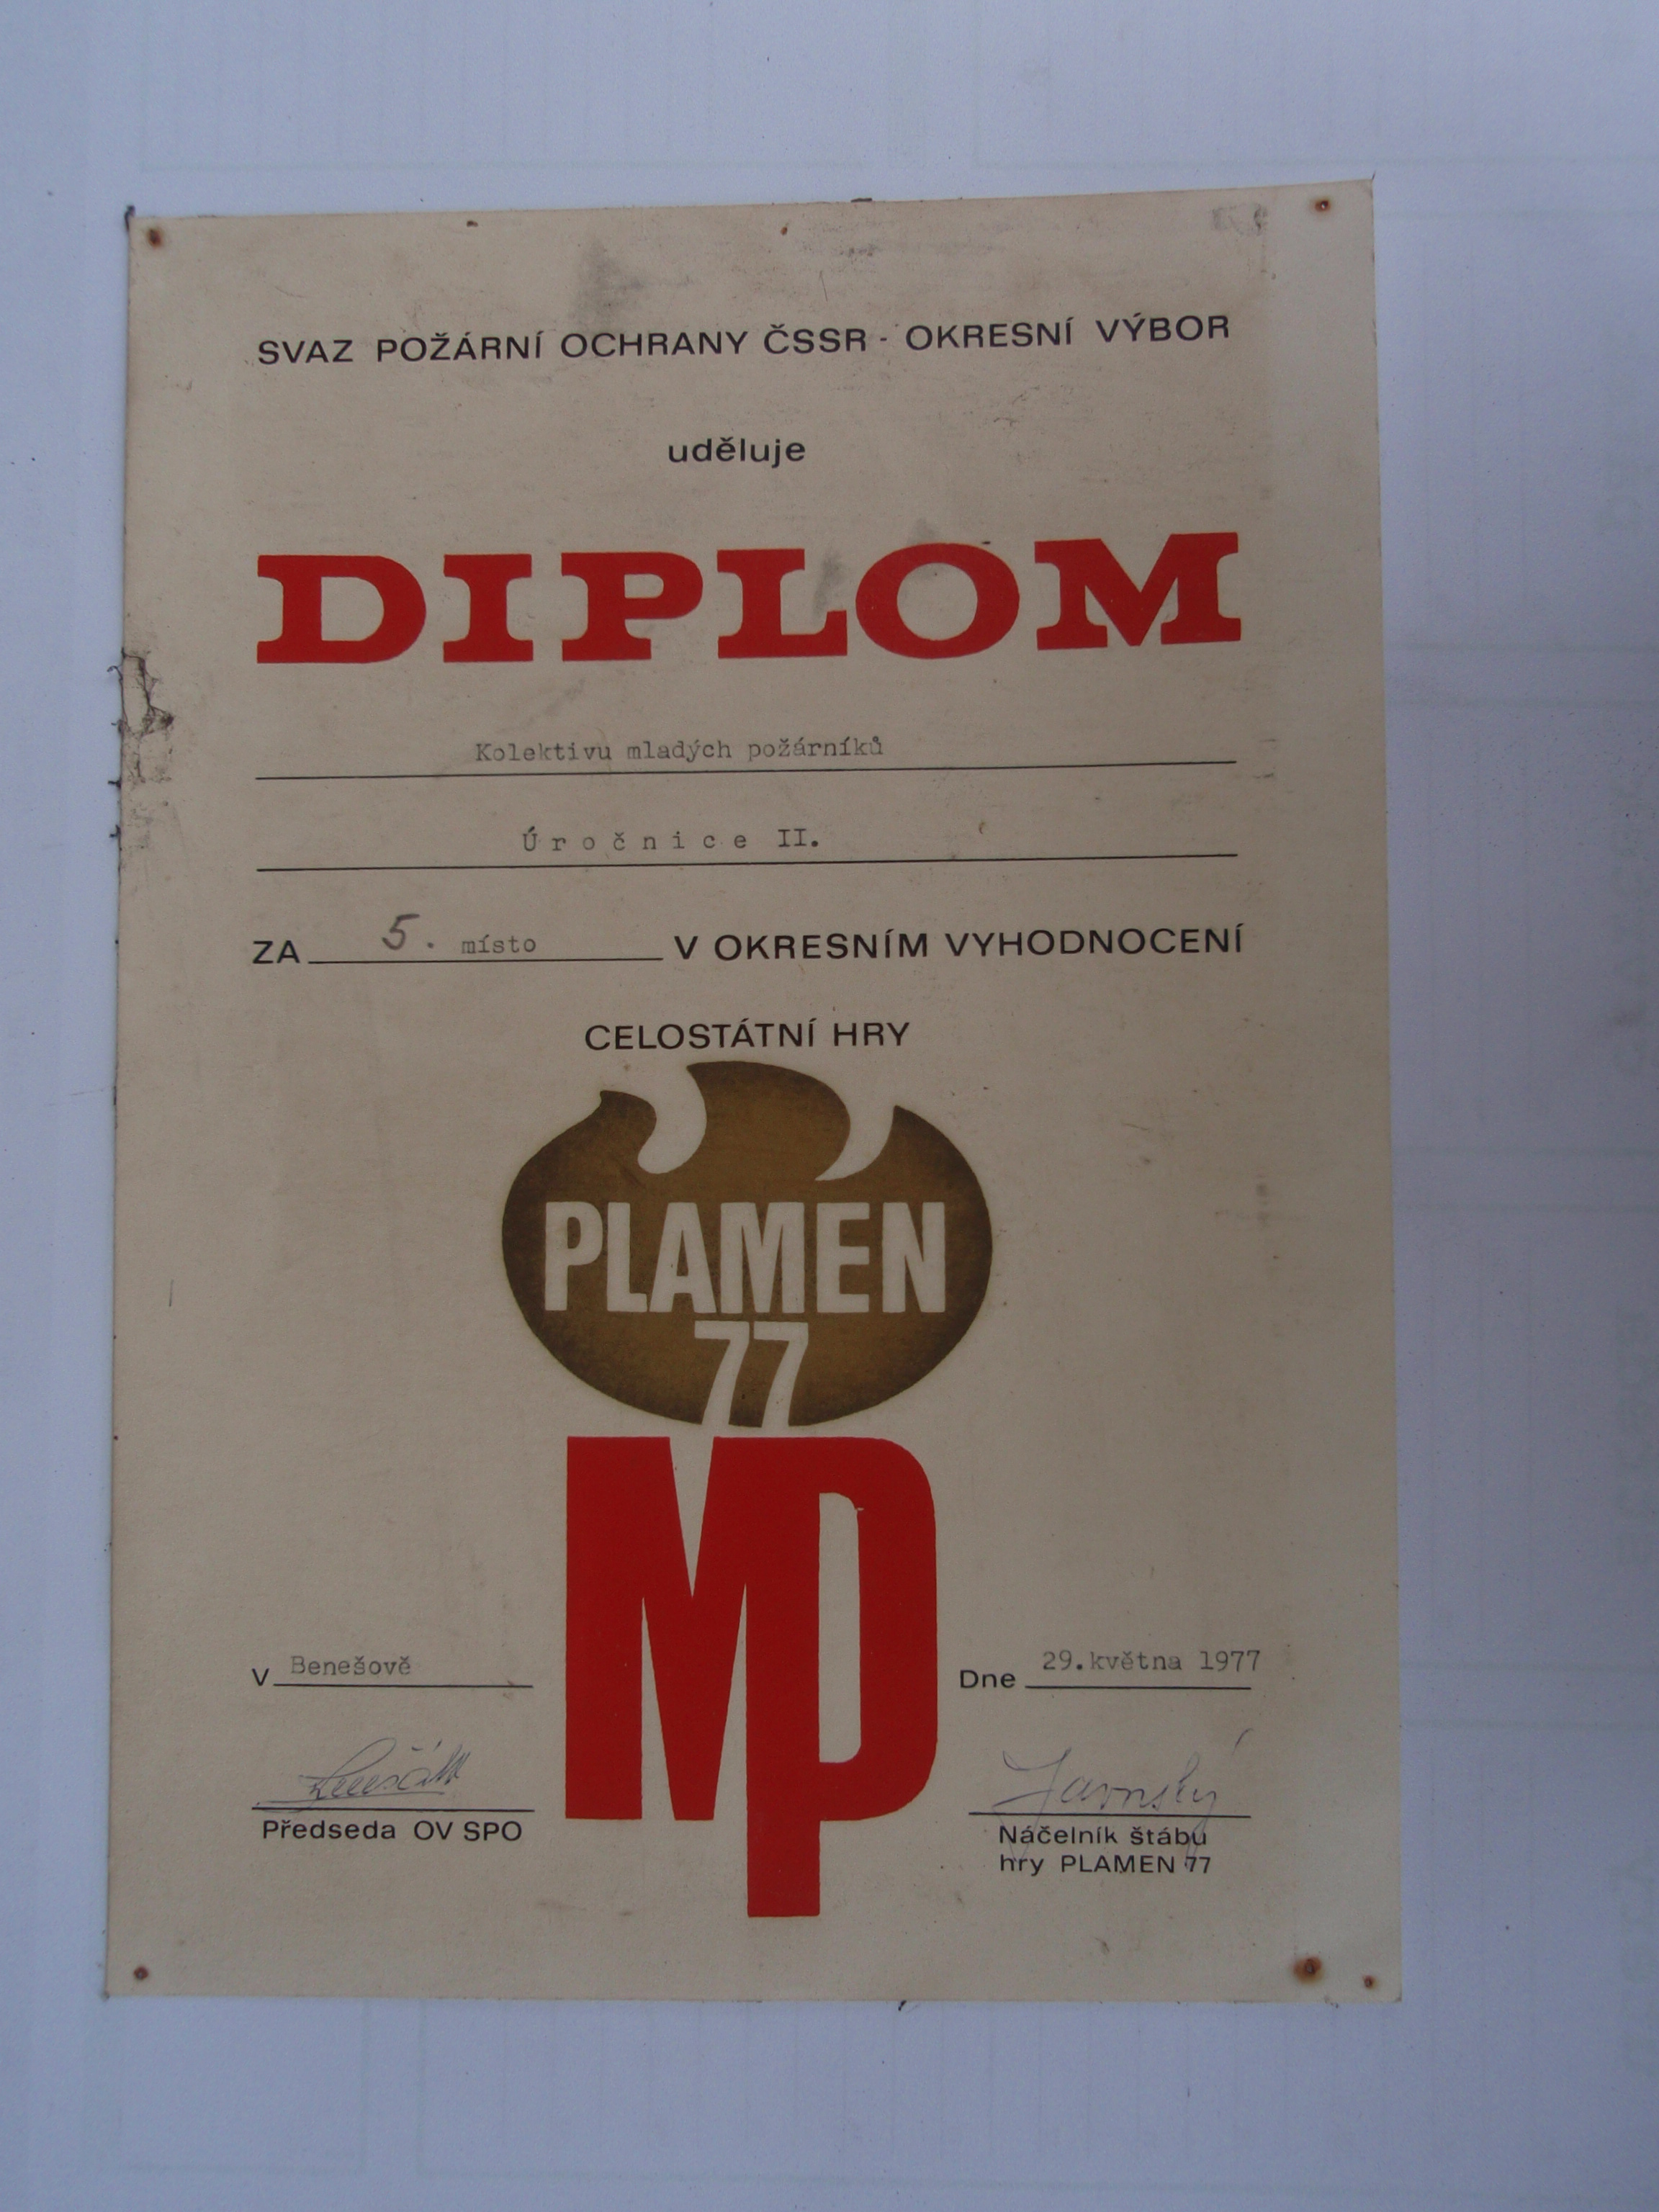 SVAZ POŽÁRNÍ OCHRANY ČSSR - OKRESNÍ VÝBOR
uděluje
DIPLOM
Kolektivu mladých požárníků
Úročnice II.
ZA 5. místo V OKRESNÍM VYHODNOCENÍ
CELOSTÁTNÍ HRY
PLAMEN
77
MP
V Benešově Dne 29.května 1977
Předseda OV SPO
Náčelník štábu
hry PLAMEN 77